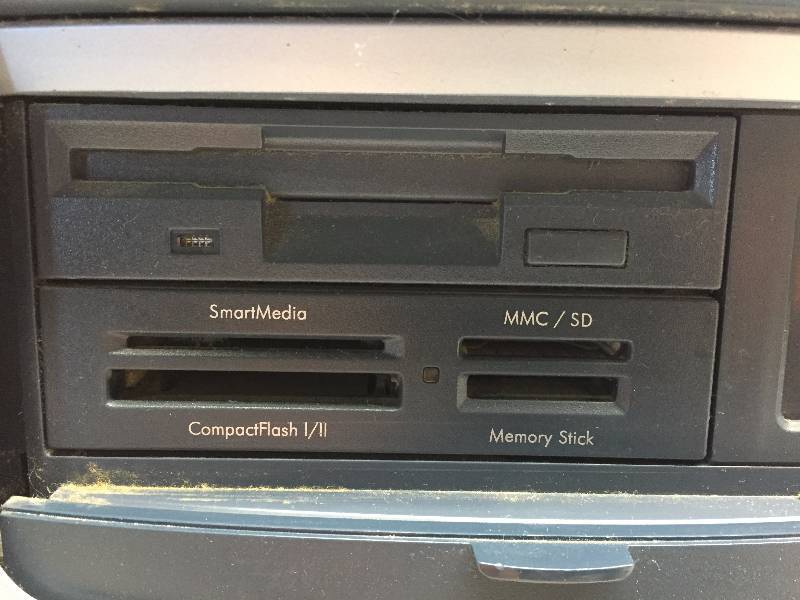 SmartMedia
MMC / SD
CompactFlash I/II
Memory Stick